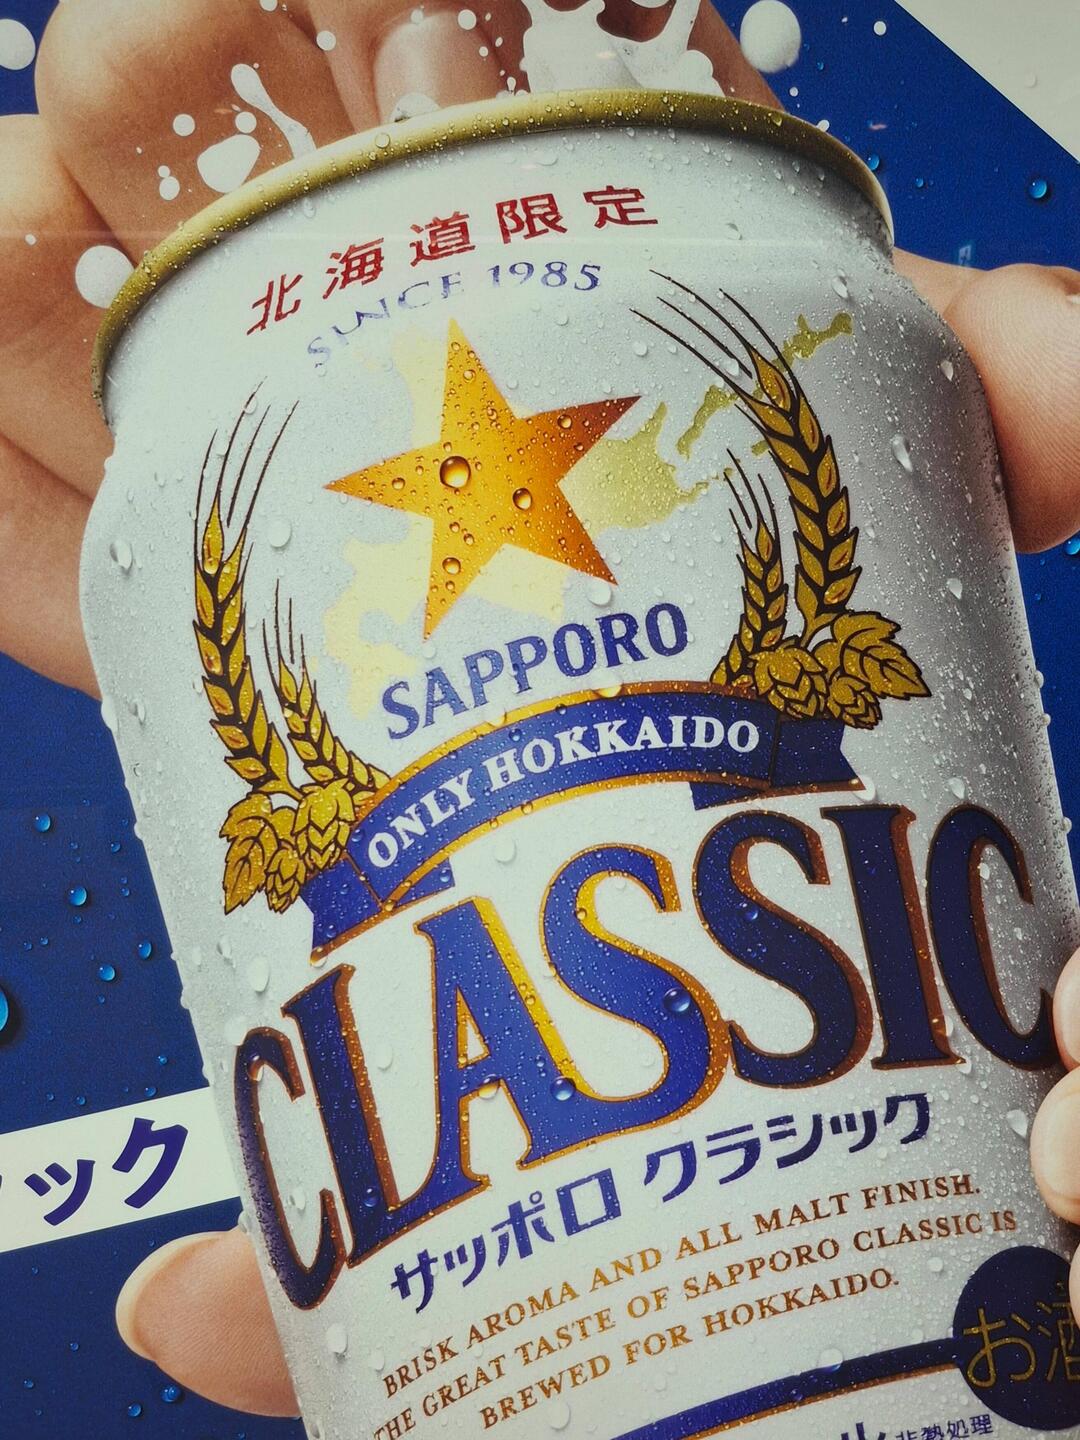 北海道限定
SINCE 1985
SAPPORO
ONLY HOKKAIDO
CLASSIC
サッポロ クラシック
BRISK AROMA AND ALL MALT FINISH.
THE GREAT TASTE OF SAPPORO CLASSIC IS
BREWED FOR HOKKAIDO.
ック
お酒
非熱処理